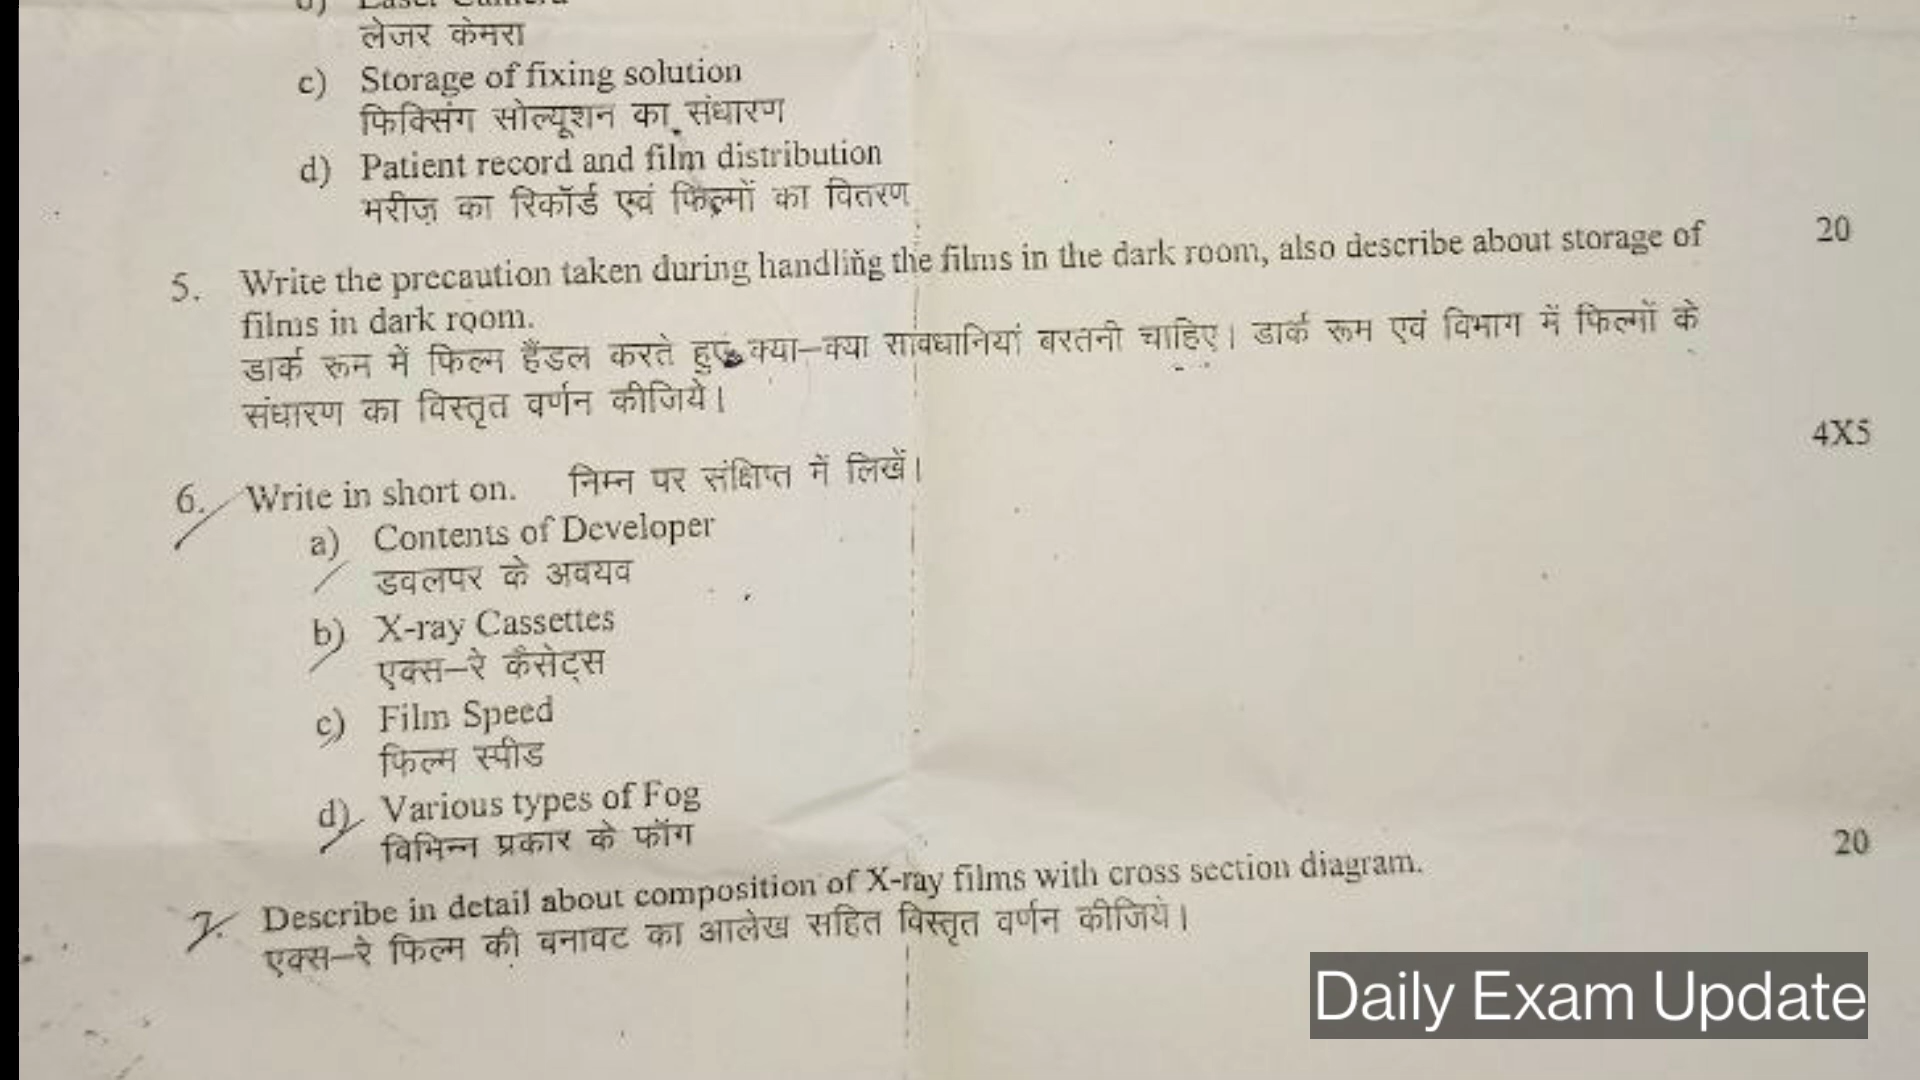 b) Laser Camera
लेजर केमरा
c) Storage of fixing solution
फिक्सिंग सोल्यूशन का संधारण
d) Patient record and film distribution
मरीज़ का रिकॉर्ड एवं फिल्मों का वितरण
5. Write the precaution taken during handling the films in the dark room, also describe about storage of 20
films in dark room.
डार्क रूम में फिल्म हैंडल करते हुए क्या–क्या सावधानियां बरतनी चाहिए। डार्क रूम एवं विभाग में फिल्मों के
संधारण का विस्तृत वर्णन कीजिये।
6. Write in short on. निम्न पर संक्षिप्त में लिखें। 4X5
a) Contents of Developer
डवलपर के अवयव
b) X-ray Cassettes
एक्स–रे कैसेट्स
c) Film Speed
फिल्म स्पीड
d) Various types of Fog
विभिन्न प्रकार के फॉग
7. Describe in detail about composition of X-ray films with cross section diagram. 20
एक्स–रे फिल्म की बनावट का आलेख सहित विस्तृत वर्णन कीजिये।
Daily Exam Update